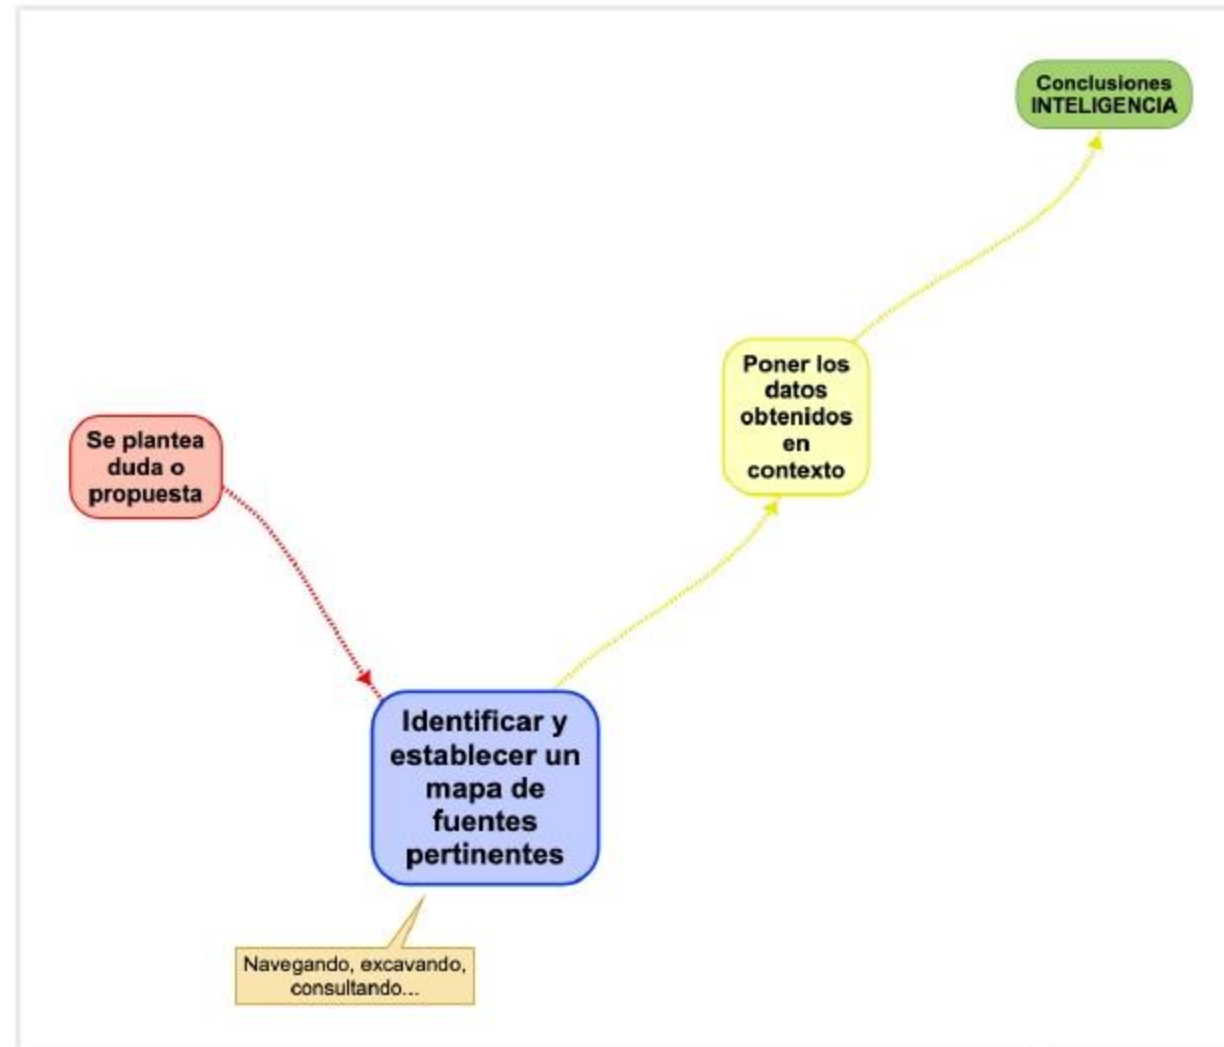 Conclusiones
INTELIGENCIA
Poner los
datos
obtenidos
en
contexto
Se plantea
duda o
propuesta
Identificar y
establecer un
mapa de
fuentes
pertinentes
Navegando, excavando,
consultando...